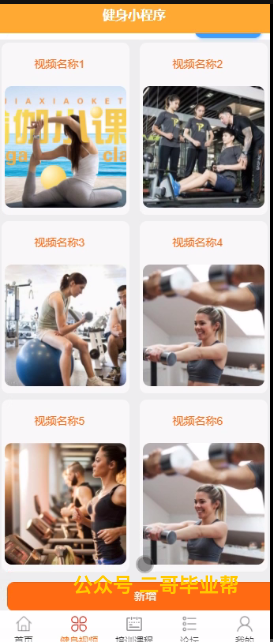 健身小程序
视频名称1
视频名称2
JIAXIAOKET
瑜伽小课
yoga class
视频名称3
视频名称4
视频名称5
视频名称6
公众号 二哥毕业帮
新增
首页
健身视频
培训课程
论坛
我的